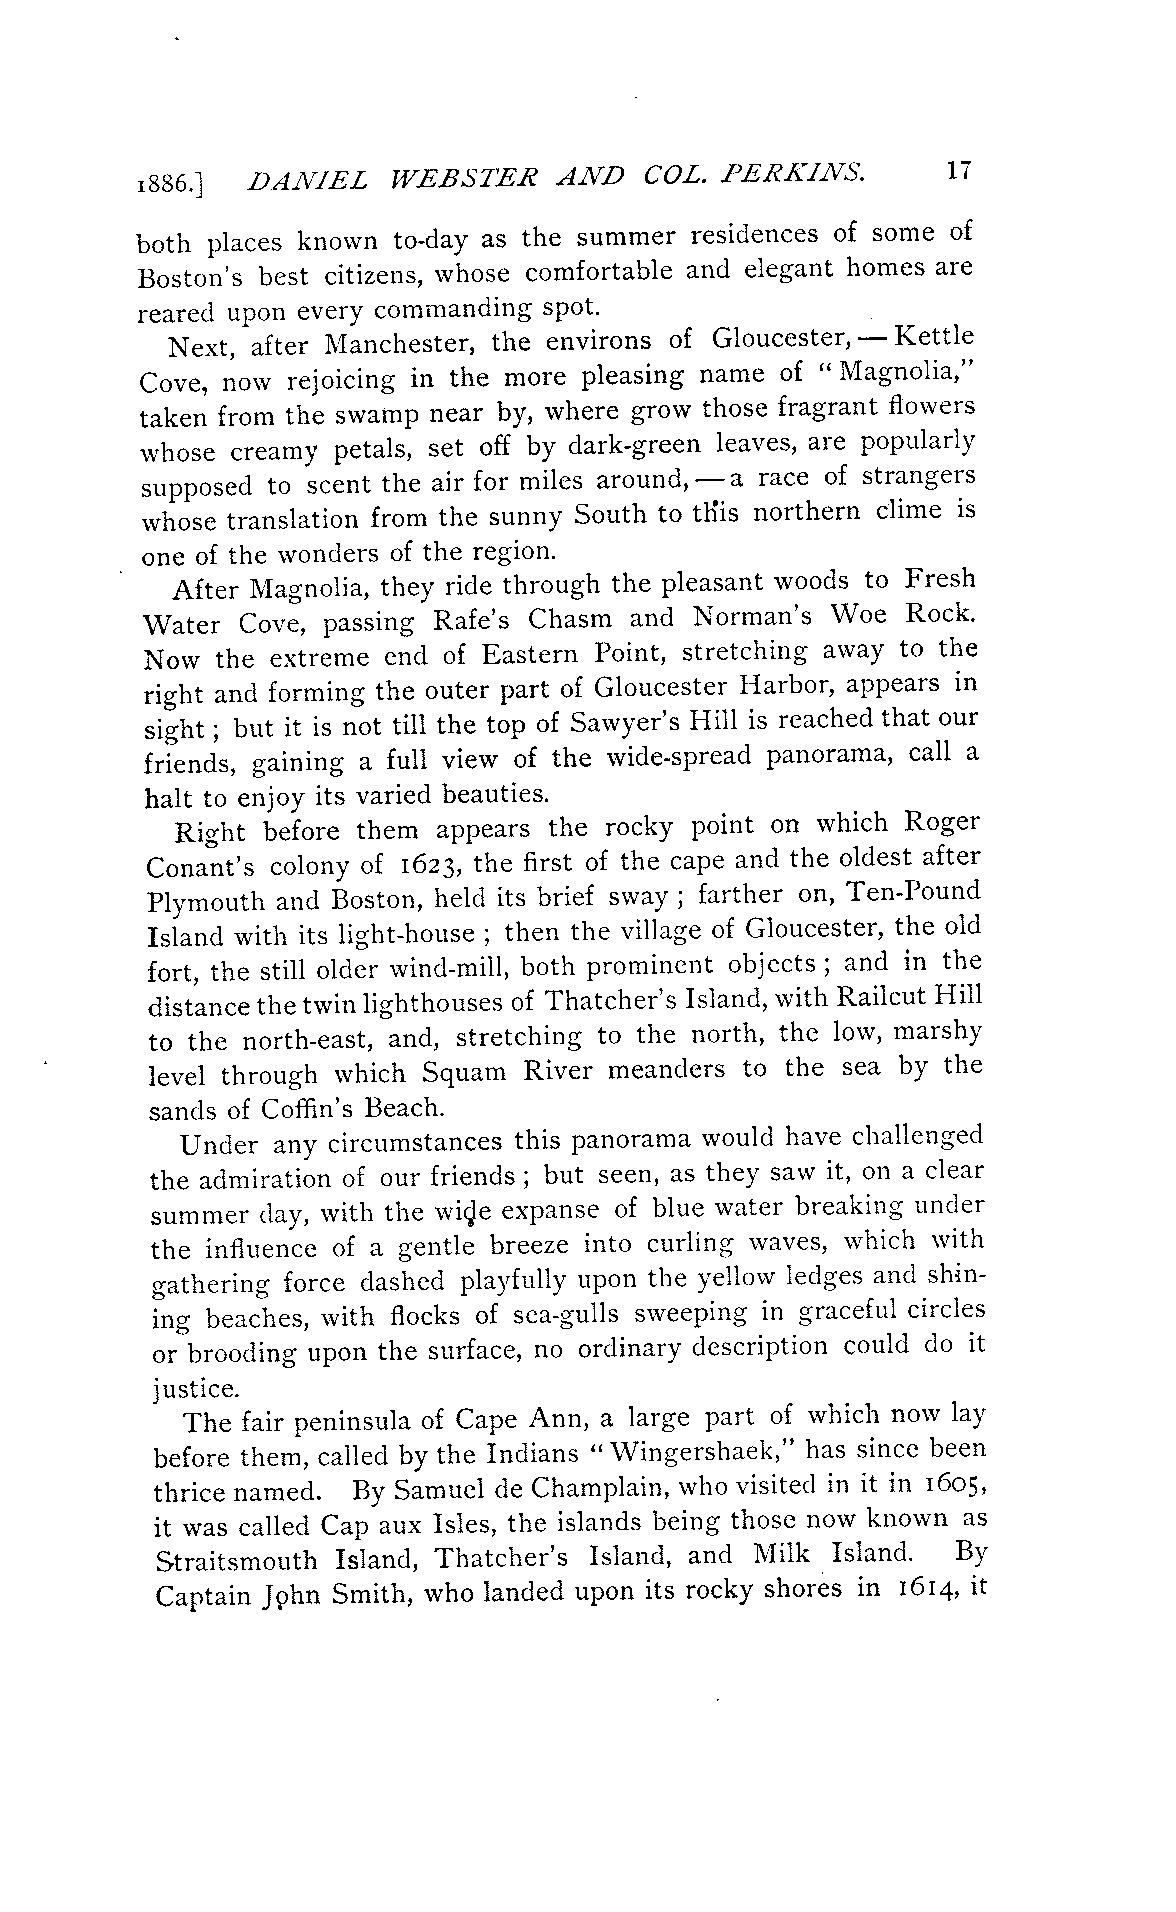 1886.] DANIEL WEBSTER AND COL. PERKINS. 17
both places known to-day as the summer residences of some of
Boston's best citizens, whose comfortable and elegant homes are
reared upon every commanding spot.
Next, after Manchester, the environs of Gloucester, — Kettle
Cove, now rejoicing in the more pleasing name of "Magnolia,"
taken from the swamp near by, where grow those fragrant flowers
whose creamy petals, set off by dark-green leaves, are popularly
supposed to scent the air for miles around, — a race of strangers
whose translation from the sunny South to this northern clime is
one of the wonders of the region.
After Magnolia, they ride through the pleasant woods to Fresh
Water Cove, passing Rafe's Chasm and Norman's Woe Rock.
Now the extreme end of Eastern Point, stretching away to the
right and forming the outer part of Gloucester Harbor, appears in
sight; but it is not till the top of Sawyer's Hill is reached that our
friends, gaining a full view of the wide-spread panorama, call a
halt to enjoy its varied beauties.
Right before them appears the rocky point on which Roger
Conant's colony of 1623, the first of the cape and the oldest after
Plymouth and Boston, held its brief sway; farther on, Ten-Pound
Island with its light-house; then the village of Gloucester, the old
fort, the still older wind-mill, both prominent objects; and in the
distance the twin lighthouses of Thatcher's Island, with Railcut Hill
to the north-east, and, stretching to the north, the low, marshy
level through which Squam River meanders to the sea by the
sands of Coffin's Beach.
Under any circumstances this panorama would have challenged
the admiration of our friends; but seen, as they saw it, on a clear
summer day, with the wide expanse of blue water breaking under
the influence of a gentle breeze into curling waves, which with
gathering force dashed playfully upon the yellow ledges and shin-
ing beaches, with flocks of sea-gulls sweeping in graceful circles
or brooding upon the surface, no ordinary description could do it
justice.
The fair peninsula of Cape Ann, a large part of which now lay
before them, called by the Indians "Wingershaek," has since been
thrice named. By Samuel de Champlain, who visited in it in 1605,
it was called Cap aux Isles, the islands being those now known as
Straitsmouth Island, Thatcher's Island, and Milk Island. By
Captain John Smith, who landed upon its rocky shores in 1614, it